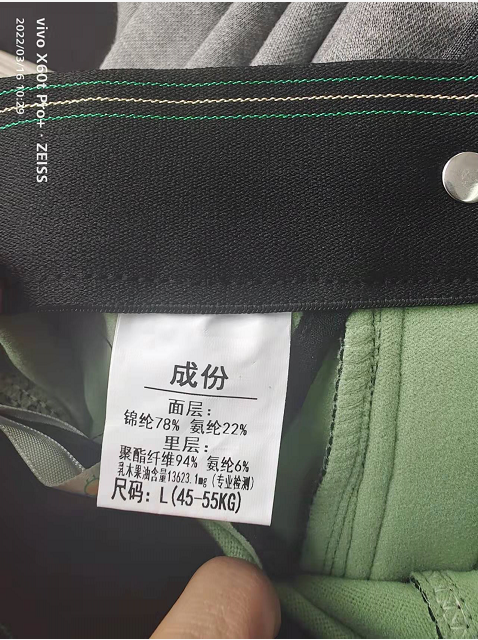 vivo X60t Pro+ · ZEISS
2022/03/16 10:29
成份
面层:
锦纶78% 氨纶22%
里层:
聚酯纤维94% 氨纶6%
乳木果油含量13623.1mg(专业检测)
尺码: L(45-55KG)